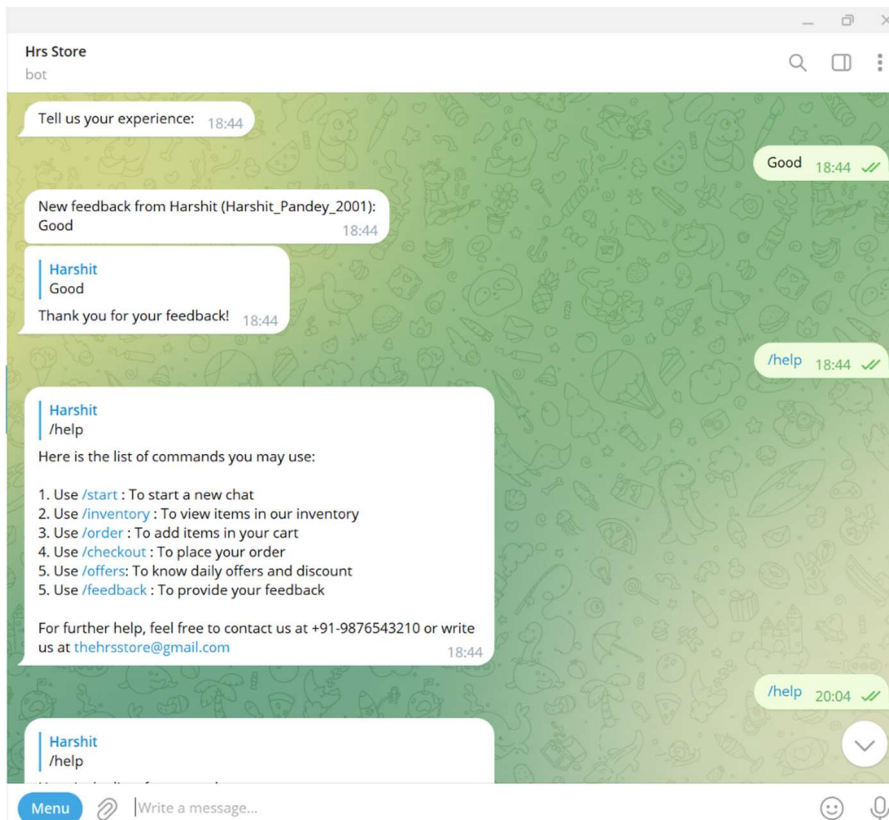 Hrs Store
bot
Tell us your experience: 18:44
Good 18:44
New feedback from Harshit (Harshit_Pandey_2001):
Good 18:44
Harshit
Good
Thank you for your feedback! 18:44
/help 18:44
Harshit
/help
Here is the list of commands you may use:
1. Use /start : To start a new chat
2. Use /inventory : To view items in our inventory
3. Use /order : To add items in your cart
4. Use /checkout : To place your order
5. Use /offers: To know daily offers and discount
5. Use /feedback : To provide your feedback
For further help, feel free to contact us at +91-9876543210 or write
us at thehrsstore@gmail.com 18:44
/help 20:04
Harshit
/help
Menu Write a message...